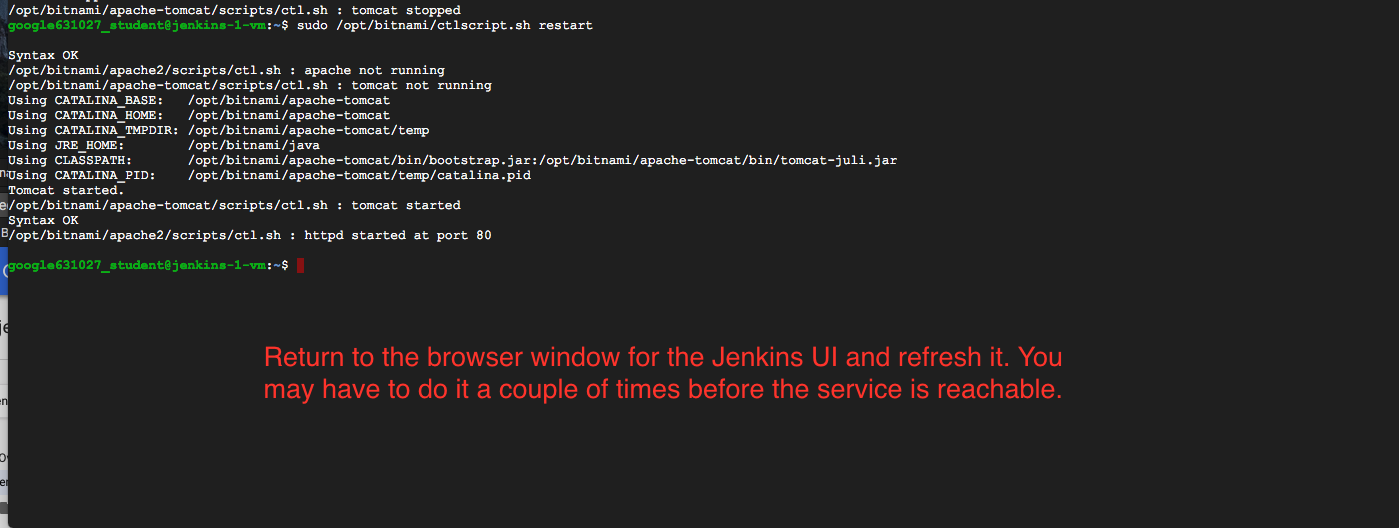 /opt/bitnami/apache-tomcat/scripts/ctl.sh : tomcat stopped
google631027_student@jenkins-1-vm:~$ sudo /opt/bitnami/ctlscript.sh restart
Syntax OK
/opt/bitnami/apache2/scripts/ctl.sh : apache not running
/opt/bitnami/apache-tomcat/scripts/ctl.sh : tomcat not running
Using CATALINA_BASE:   /opt/bitnami/apache-tomcat
Using CATALINA_HOME:   /opt/bitnami/apache-tomcat
Using CATALINA_TMPDIR: /opt/bitnami/apache-tomcat/temp
Using JRE_HOME:        /opt/bitnami/java
Using CLASSPATH:       /opt/bitnami/apache-tomcat/bin/bootstrap.jar:/opt/bitnami/apache-tomcat/bin/tomcat-juli.jar
Using CATALINA_PID:    /opt/bitnami/apache-tomcat/temp/catalina.pid
Tomcat started.
/opt/bitnami/apache-tomcat/scripts/ctl.sh : tomcat started
Syntax OK
/opt/bitnami/apache2/scripts/ctl.sh : httpd started at port 80
google631027_student@jenkins-1-vm:~$
Return to the browser window for the Jenkins UI and refresh it. You
may have to do it a couple of times before the service is reachable.